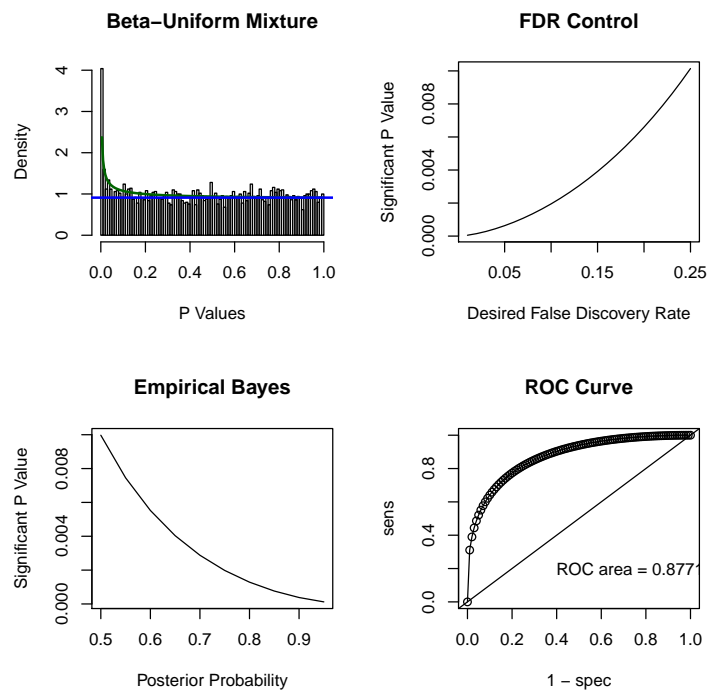 Beta−Uniform Mixture
Density
0
1
2
3
4
0.0 0.2 0.4 0.6 0.8 1.0
P Values
FDR Control
Significant P Value
0.000
0.004
0.008
0.05 0.15 0.25
Desired False Discovery Rate
Empirical Bayes
Significant P Value
0.000
0.004
0.008
0.5 0.6 0.7 0.8 0.9
Posterior Probability
ROC Curve
sens
0.0
0.4
0.8
ROC area = 0.8771
0.0 0.2 0.4 0.6 0.8 1.0
1 − spec